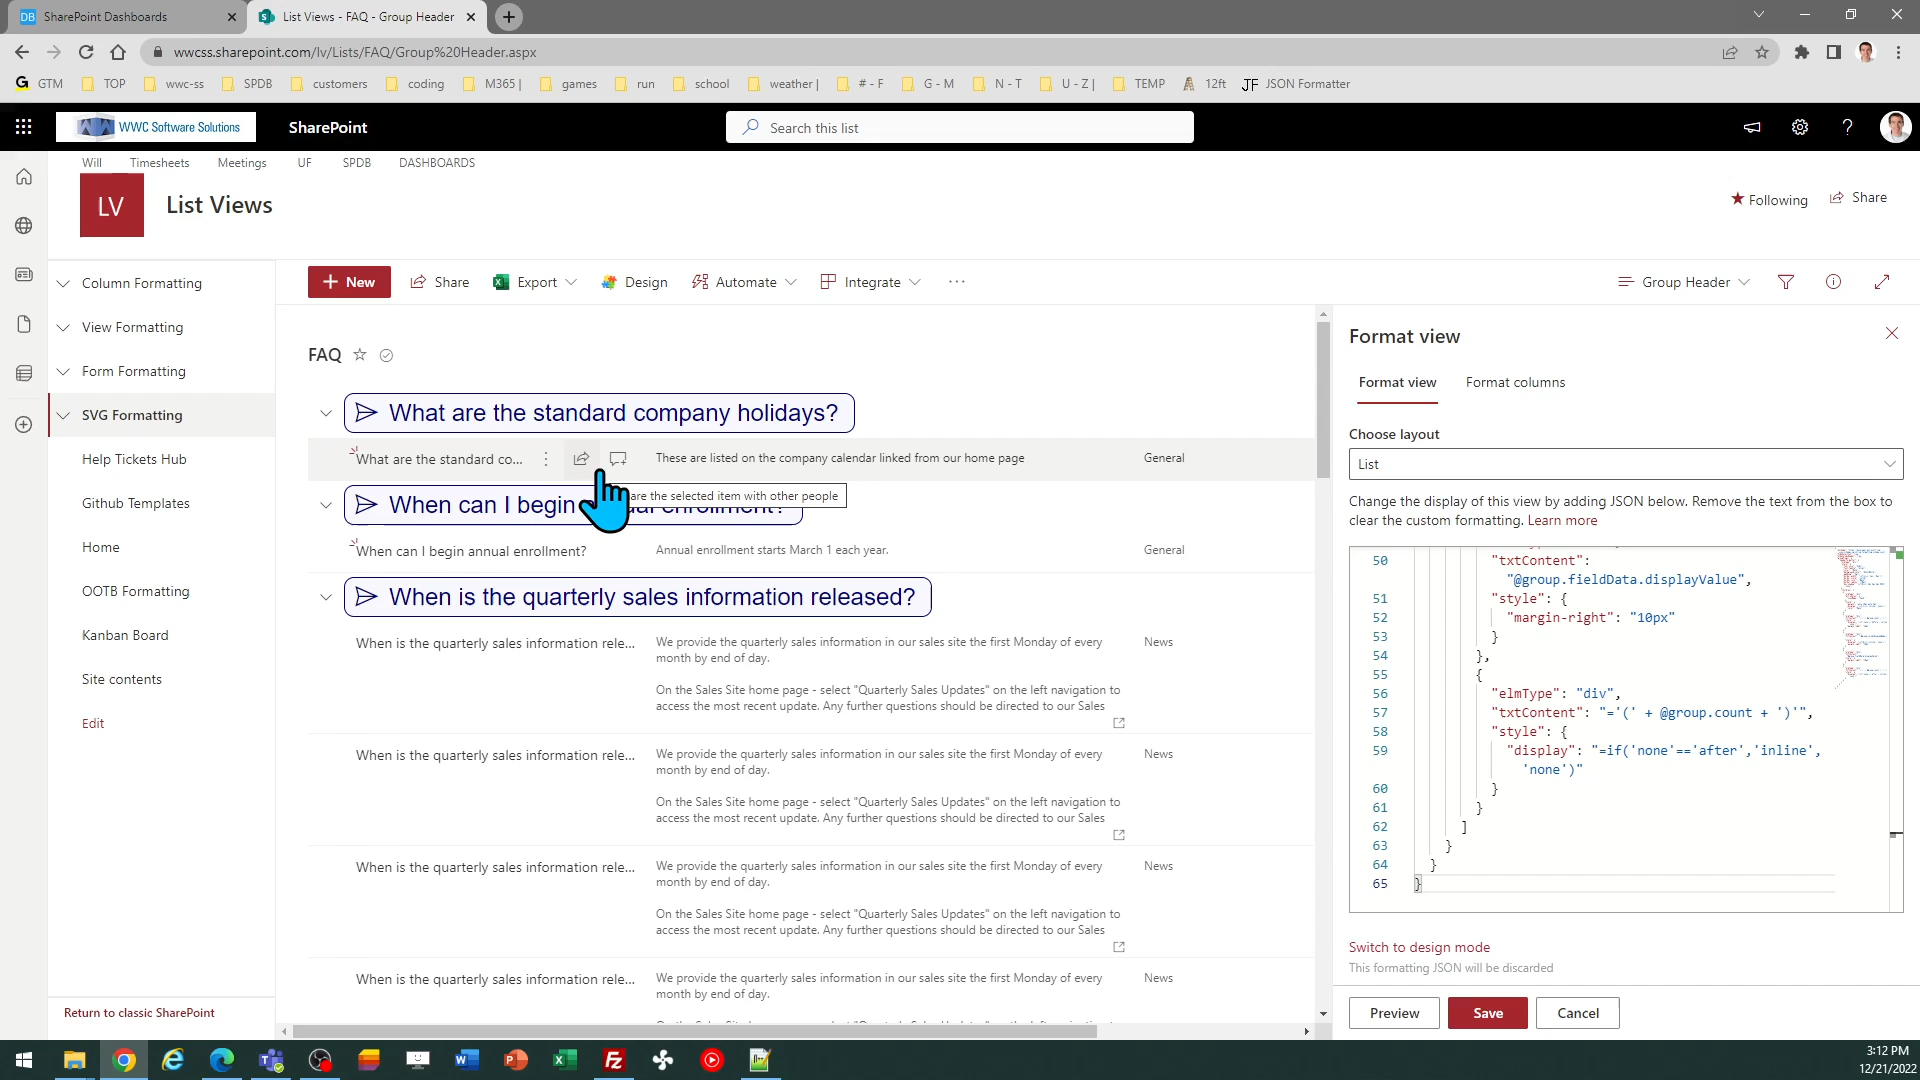 DB SharePoint Dashboards
List Views - FAQ - Group Header
wwcss.sharepoint.com/lv/Lists/FAQ/Group%20Header.aspx
G GTM TOP wwc-ss SPDB customers coding M365 | games run school weather | # - F G - M N - T U - Z | TEMP 12ft JF JSON Formatter
WWC Software Solutions SharePoint Search this list
Will Timesheets Meetings UF SPDB DASHBOARDS
LV List Views
Following Share
Column Formatting
View Formatting
Form Formatting
SVG Formatting
Help Tickets Hub
Github Templates
Home
OOTB Formatting
Kanban Board
Site contents
Edit
Return to classic SharePoint
New Share Export Design Automate Integrate ··· Group Header
FAQ
What are the standard company holidays?
What are the standard co... These are listed on the company calendar linked from our home page General
are the selected item with other people
When can I begin enrollment?
When can I begin annual enrollment? Annual enrollment starts March 1 each year. General
When is the quarterly sales information released?
When is the quarterly sales information rele... We provide the quarterly sales information in our sales site the first Monday of every News
month by end of day.
On the Sales Site home page - select "Quarterly Sales Updates" on the left navigation to
access the most recent update. Any further questions should be directed to our Sales
When is the quarterly sales information rele... We provide the quarterly sales information in our sales site the first Monday of every News
month by end of day.
On the Sales Site home page - select "Quarterly Sales Updates" on the left navigation to
access the most recent update. Any further questions should be directed to our Sales
When is the quarterly sales information rele... We provide the quarterly sales information in our sales site the first Monday of every News
month by end of day.
On the Sales Site home page - select "Quarterly Sales Updates" on the left navigation to
access the most recent update. Any further questions should be directed to our Sales
When is the quarterly sales information rele... We provide the quarterly sales information in our sales site the first Monday of every News
month by end of day.
Format view
Format view Format columns
Choose layout
List
Change the display of this view by adding JSON below. Remove the text from the box to
clear the custom formatting. Learn more
50 "txtContent":
"@group.fieldData.displayValue",
51 "style": {
52 "margin-right": "10px"
53 }
54 },
55 {
56 "elmType": "div",
57 "txtContent": "='(' + @group.count + ')'",
58 "style": {
59 "display": "=if('none'=='after','inline',
'none')"
60 }
61 }
62 ]
63 }
64 }
65 }
Switch to design mode
This formatting JSON will be discarded
Preview Save Cancel
3:12 PM
12/21/2022